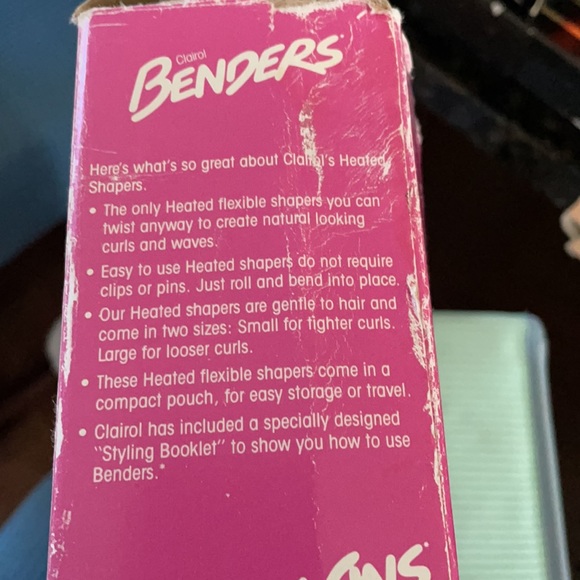 Clairol
BENDERS®
Here's what's so great about Clairol's Heated
Shapers.
• The only Heated flexible shapers you can
twist anyway to create natural looking
curls and waves.
• Easy to use Heated shapers do not require
clips or pins. Just roll and bend into place.
• Our Heated shapers are gentle to hair and
come in two sizes: Small for tighter curls.
Large for looser curls.
• These Heated flexible shapers come in a
compact pouch, for easy storage or travel.
• Clairol has included a specially designed
"Styling Booklet" to show you how to use
Benders.*